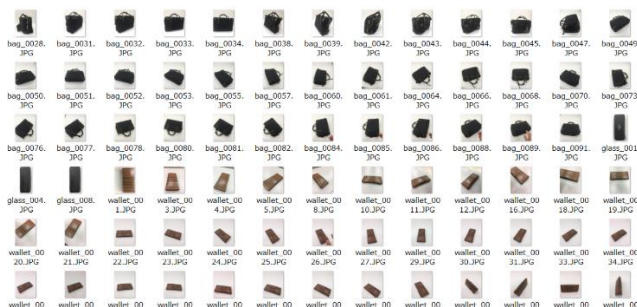 bag_0028. bag_0031. bag_0032. bag_0033. bag_0034. bag_0038. bag_0039. bag_0042. bag_0043. bag_0044. bag_0045. bag_0047. bag_0049
JPG JPG JPG JPG JPG JPG JPG JPG JPG JPG JPG JPG JPG
bag_0050. bag_0051. bag_0052. bag_0053. bag_0055. bag_0057. bag_0060. bag_0061. bag_0064. bag_0066. bag_0068. bag_0070. bag_0073
JPG JPG JPG JPG JPG JPG JPG JPG JPG JPG JPG JPG JPG
bag_0076. bag_0077. bag_0078. bag_0080. bag_0081. bag_0082. bag_0084. bag_0085. bag_0086. bag_0088. bag_0089. bag_0091. glass_001
JPG JPG JPG JPG JPG JPG JPG JPG JPG JPG JPG JPG JPG
glass_004. glass_008. wallet_00 wallet_00 wallet_00 wallet_00 wallet_00 wallet_00 wallet_00 wallet_00 wallet_00 wallet_00 wallet_00
JPG JPG 1.JPG 3.JPG 4.JPG 5.JPG 8.JPG 10.JPG 11.JPG 12.JPG 16.JPG 18.JPG 19.JPG
wallet_00 wallet_00 wallet_00 wallet_00 wallet_00 wallet_00 wallet_00 wallet_00 wallet_00 wallet_00 wallet_00 wallet_00 wallet_00
20.JPG 21.JPG 22.JPG 23.JPG 24.JPG 25.JPG 26.JPG 27.JPG 29.JPG 30.JPG 31.JPG 33.JPG 34.JPG
wallet_00 wallet_00 wallet_00 wallet_00 wallet_00 wallet_00 wallet_00 wallet_00 wallet_00 wallet_00 wallet_00 wallet_00 wallet_00